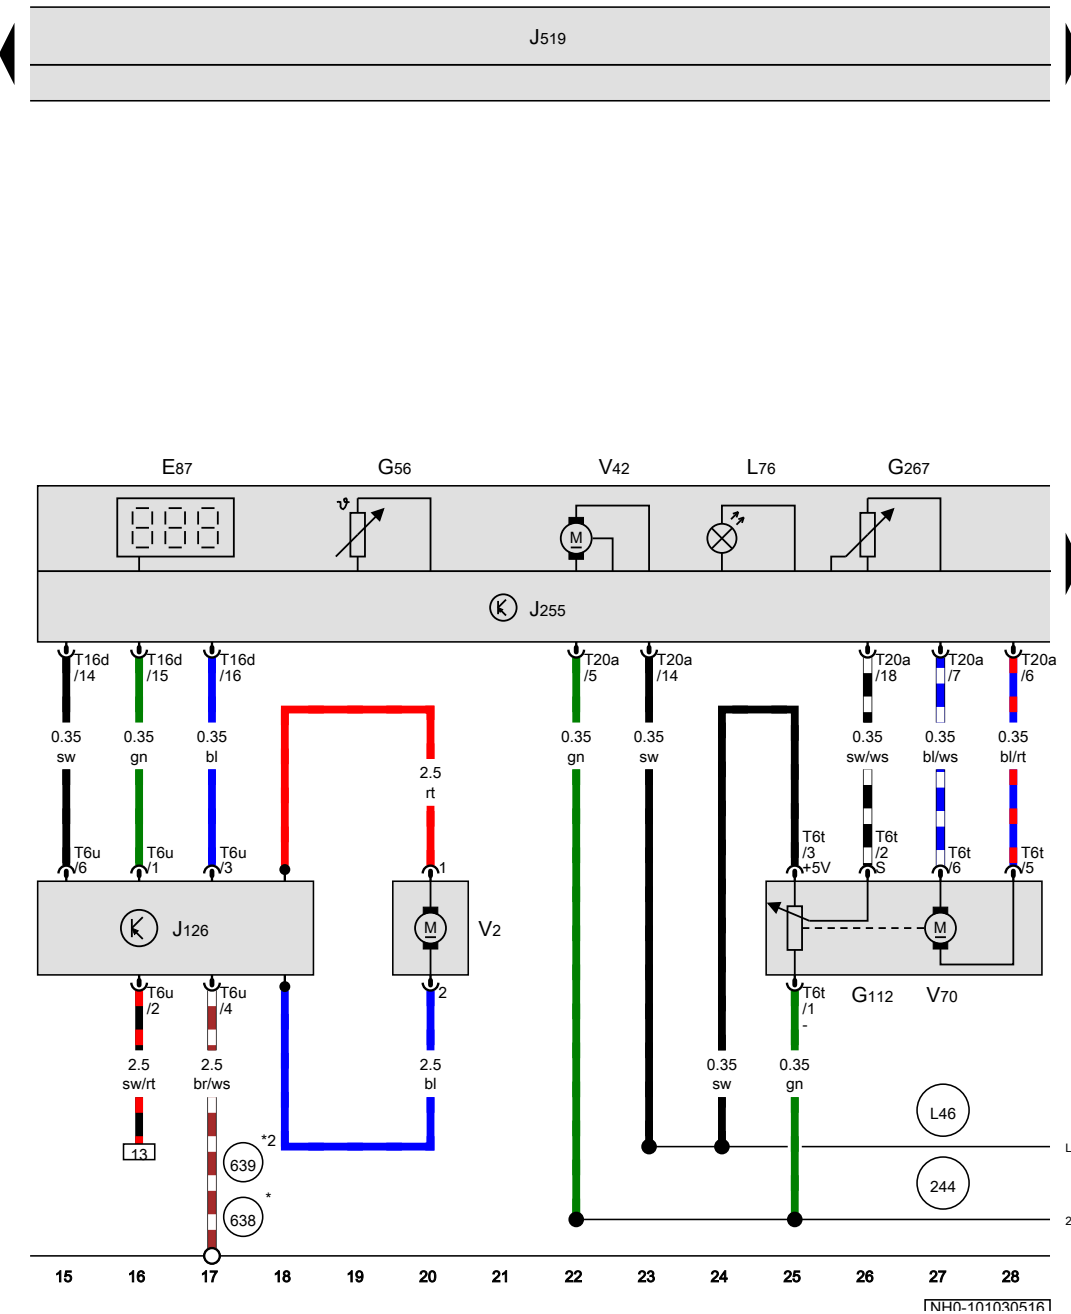 J519
E87 G56 V42 L76 G267
ϑ
M
J255
T16d /14
T16d /15
T16d /16
T20a /5
T20a /14
T20a /18
T20a /7
T20a /6
0.35 sw
0.35 gn
0.35 bl
2.5 rt
0.35 gn
0.35 sw
0.35 sw/ws
0.35 bl/ws
0.35 bl/rt
T6u /6
T6u /1
T6u /3
1
T6t /3 +5V
T6t /2 S
T6t /6
T6t /5
J126
M
V2
M
T6u /2
T6u /4
2
T6t /1 -
G112 V70
2.5 sw/rt
2.5 br/ws
2.5 bl
0.35 sw
0.35 gn
L46
13
*2
639
244
*
638
L
2
15 16 17 18 19 20 21 22 23 24 25 26 27 28
NH0-101030516